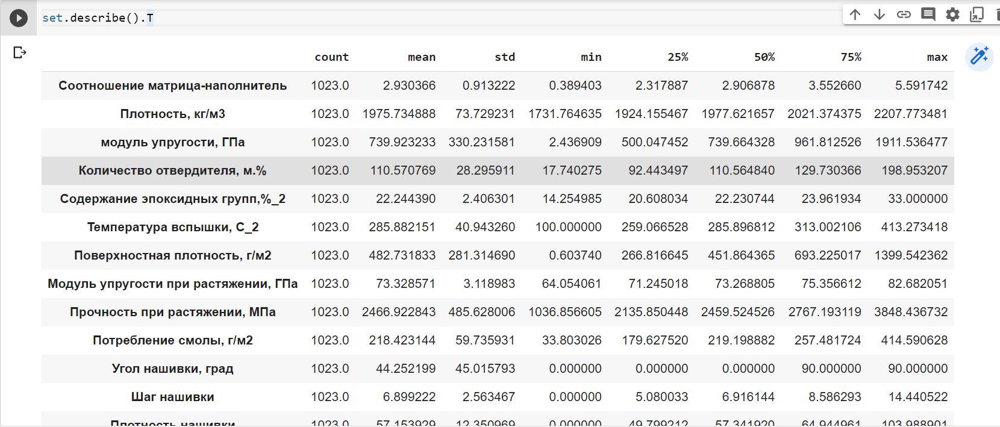 set.describe().T
count mean std min 25% 50% 75% max
Соотношение матрица-наполнитель 1023.0 2.930366 0.913222 0.389403 2.317887 2.906878 3.552660 5.591742
Плотность, кг/м3 1023.0 1975.734888 73.729231 1731.764635 1924.155467 1977.621657 2021.374375 2207.773481
модуль упругости, ГПа 1023.0 739.923233 330.231581 2.436909 500.047452 739.664328 961.812526 1911.536477
Количество отвердителя, м.% 1023.0 110.570769 28.295911 17.740275 92.443497 110.564840 129.730366 198.953207
Содержание эпоксидных групп,%_2 1023.0 22.244390 2.406301 14.254985 20.608034 22.230744 23.961934 33.000000
Температура вспышки, С_2 1023.0 285.882151 40.943260 100.000000 259.066528 285.896812 313.002106 413.273418
Поверхностная плотность, г/м2 1023.0 482.731833 281.314690 0.603740 266.816645 451.864365 693.225017 1399.542362
Модуль упругости при растяжении, ГПа 1023.0 73.328571 3.118983 64.054061 71.245018 73.268805 75.356612 82.682051
Прочность при растяжении, МПа 1023.0 2466.922843 485.628006 1036.856605 2135.850448 2459.524526 2767.193119 3848.436732
Потребление смолы, г/м2 1023.0 218.423144 59.735931 33.803026 179.627520 219.198882 257.481724 414.590628
Угол нашивки, град 1023.0 44.252199 45.015793 0.000000 0.000000 0.000000 90.000000 90.000000
Шаг нашивки 1023.0 6.899222 2.563467 0.000000 5.080033 6.916144 8.586293 14.440522
Плотность нашивки 1023.0 57.153929 12.350969 0.000000 49.799212 57.341920 64.944961 103.988901